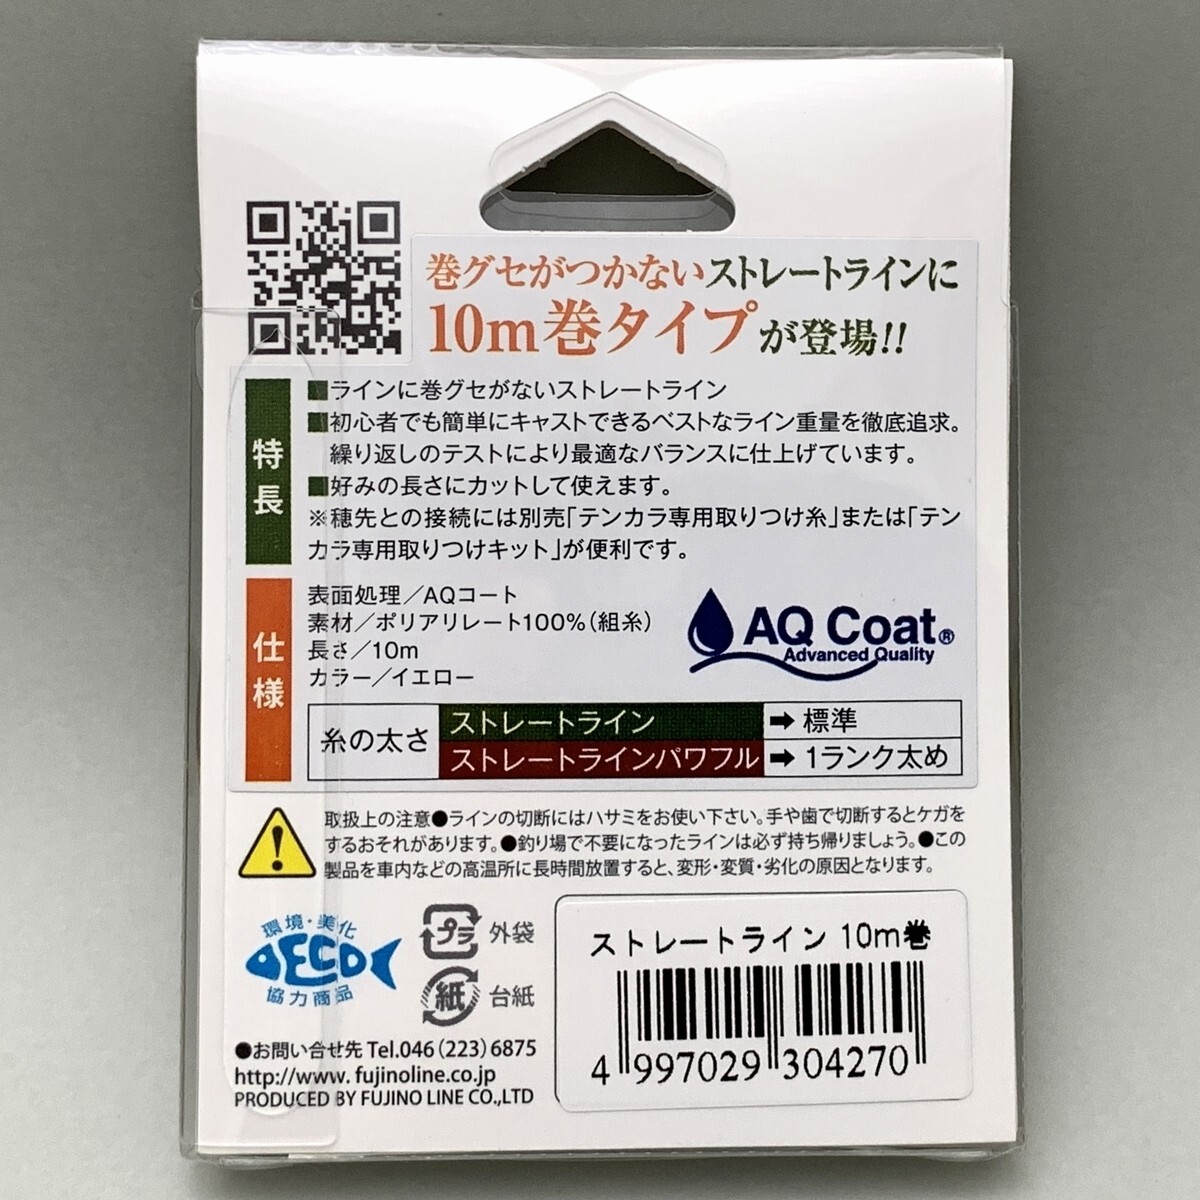 巻グセがつかないストレートラインに
10m巻タイプが登場!!
特長
■ラインに巻グセがないストレートライン
■初心者でも簡単にキャストできるベストなライン重量を徹底追求。
繰り返しのテストにより最適なバランスに仕上げています。
■好みの長さにカットして使えます。
※穂先との接続には別売「テンカラ専用取りつけ糸」または「テン
カラ専用取りつけキット」が便利です。
仕様
表面処理／AQコート
素材／ポリアリレート100%(組糸)
長さ／10m
カラー／イエロー
AQ Coat®
Advanced Quality
糸の太さ
ストレートライン ➡ 標準
ストレートラインパワフル ➡ 1ランク太め
取扱上の注意●ラインの切断にはハサミをお使い下さい。手や歯で切断するとケガを
するおそれがあります。●釣り場で不要になったラインは必ず持ち帰りましょう。●この
製品を車内などの高温所に長時間放置すると、変形・変質・劣化の原因となります。
環境・美化
ECO
協力商品
プラ 外袋
紙 台紙
ストレートライン 10m巻
4 997029 304270
●お問い合せ先 Tel.046(223)6875
http://www.fujinoline.co.jp
PRODUCED BY FUJINO LINE CO.,LTD